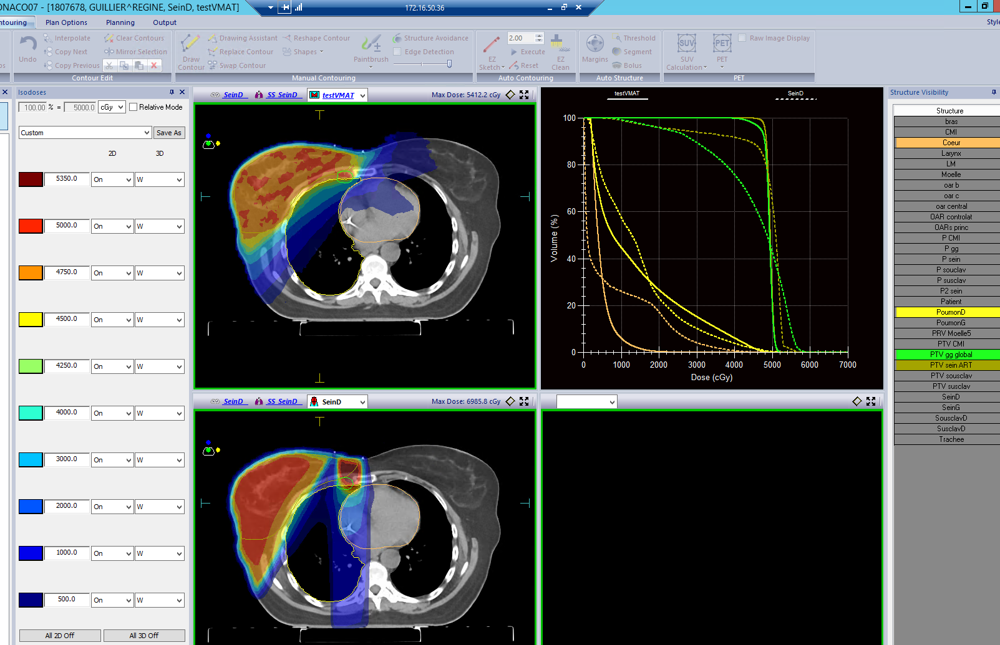 ONACO07 - [1807678, GUILLIER^REGINE, SeinD, testVMAT]
172.16.50.36
ntouring Plan Options Planning Output Style
Interpolate Clear Contours Drawing Assistant Reshape Contour Structure Avoidance 2.00 Threshold Raw Image Display
Undo Copy Next Mirror Selection Draw Contour Replace Contour Shapes Paintbrush Edge Detection EZ Sketch Execute EZ Clean Margins Segment SUV Calculation PET
Copy Previous Swap Contour Reset Bolus
SUV PET
Contour Edit Manual Contouring Auto Contouring Auto Structure PET
Isodoses
100.00 % = 5000.0 cGy Relative Mode
Custom Save As
2D 3D
5350.0 On W
5000.0 On W
4750.0 On W
4500.0 On W
4250.0 On W
4000.0 On W
3000.0 On W
2000.0 On W
1000.0 On W
500.0 On W
All 2D Off All 3D Off
SeinD SS_SeinD testVMAT Max Dose: 5412.2 cGy
testVMAT SeinD
100
80
60
40
20
0
Volume (%)
0 1000 2000 3000 4000 5000 6000 7000
Dose (cGy)
SeinD SS_SeinD SeinD Max Dose: 6985.8 cGy
Structure Visibility
Structure
bras
CMI
Coeur
Larynx
LM
Moelle
oar b
oar c
oar central
OAR controlat
OARs princ
P CMI
P gg
P sein
P souclav
P susclav
P2 sein
Patient
PoumonD
PoumonG
PRV Moelle5
PTV CMI
PTV gg global
PTV sein ART
PTV sousclav
PTV susclav
SeinD
SeinG
SousclavD
SusclavD
Trachee